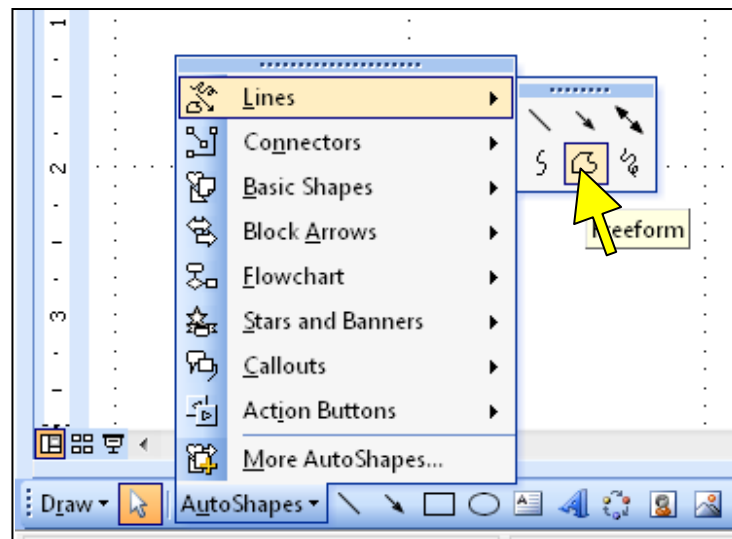 1
Lines
Connectors
Basic Shapes
2
Block Arrows
Freeform
Flowchart
3
Stars and Banners
Callouts
Action Buttons
More AutoShapes...
Draw AutoShapes